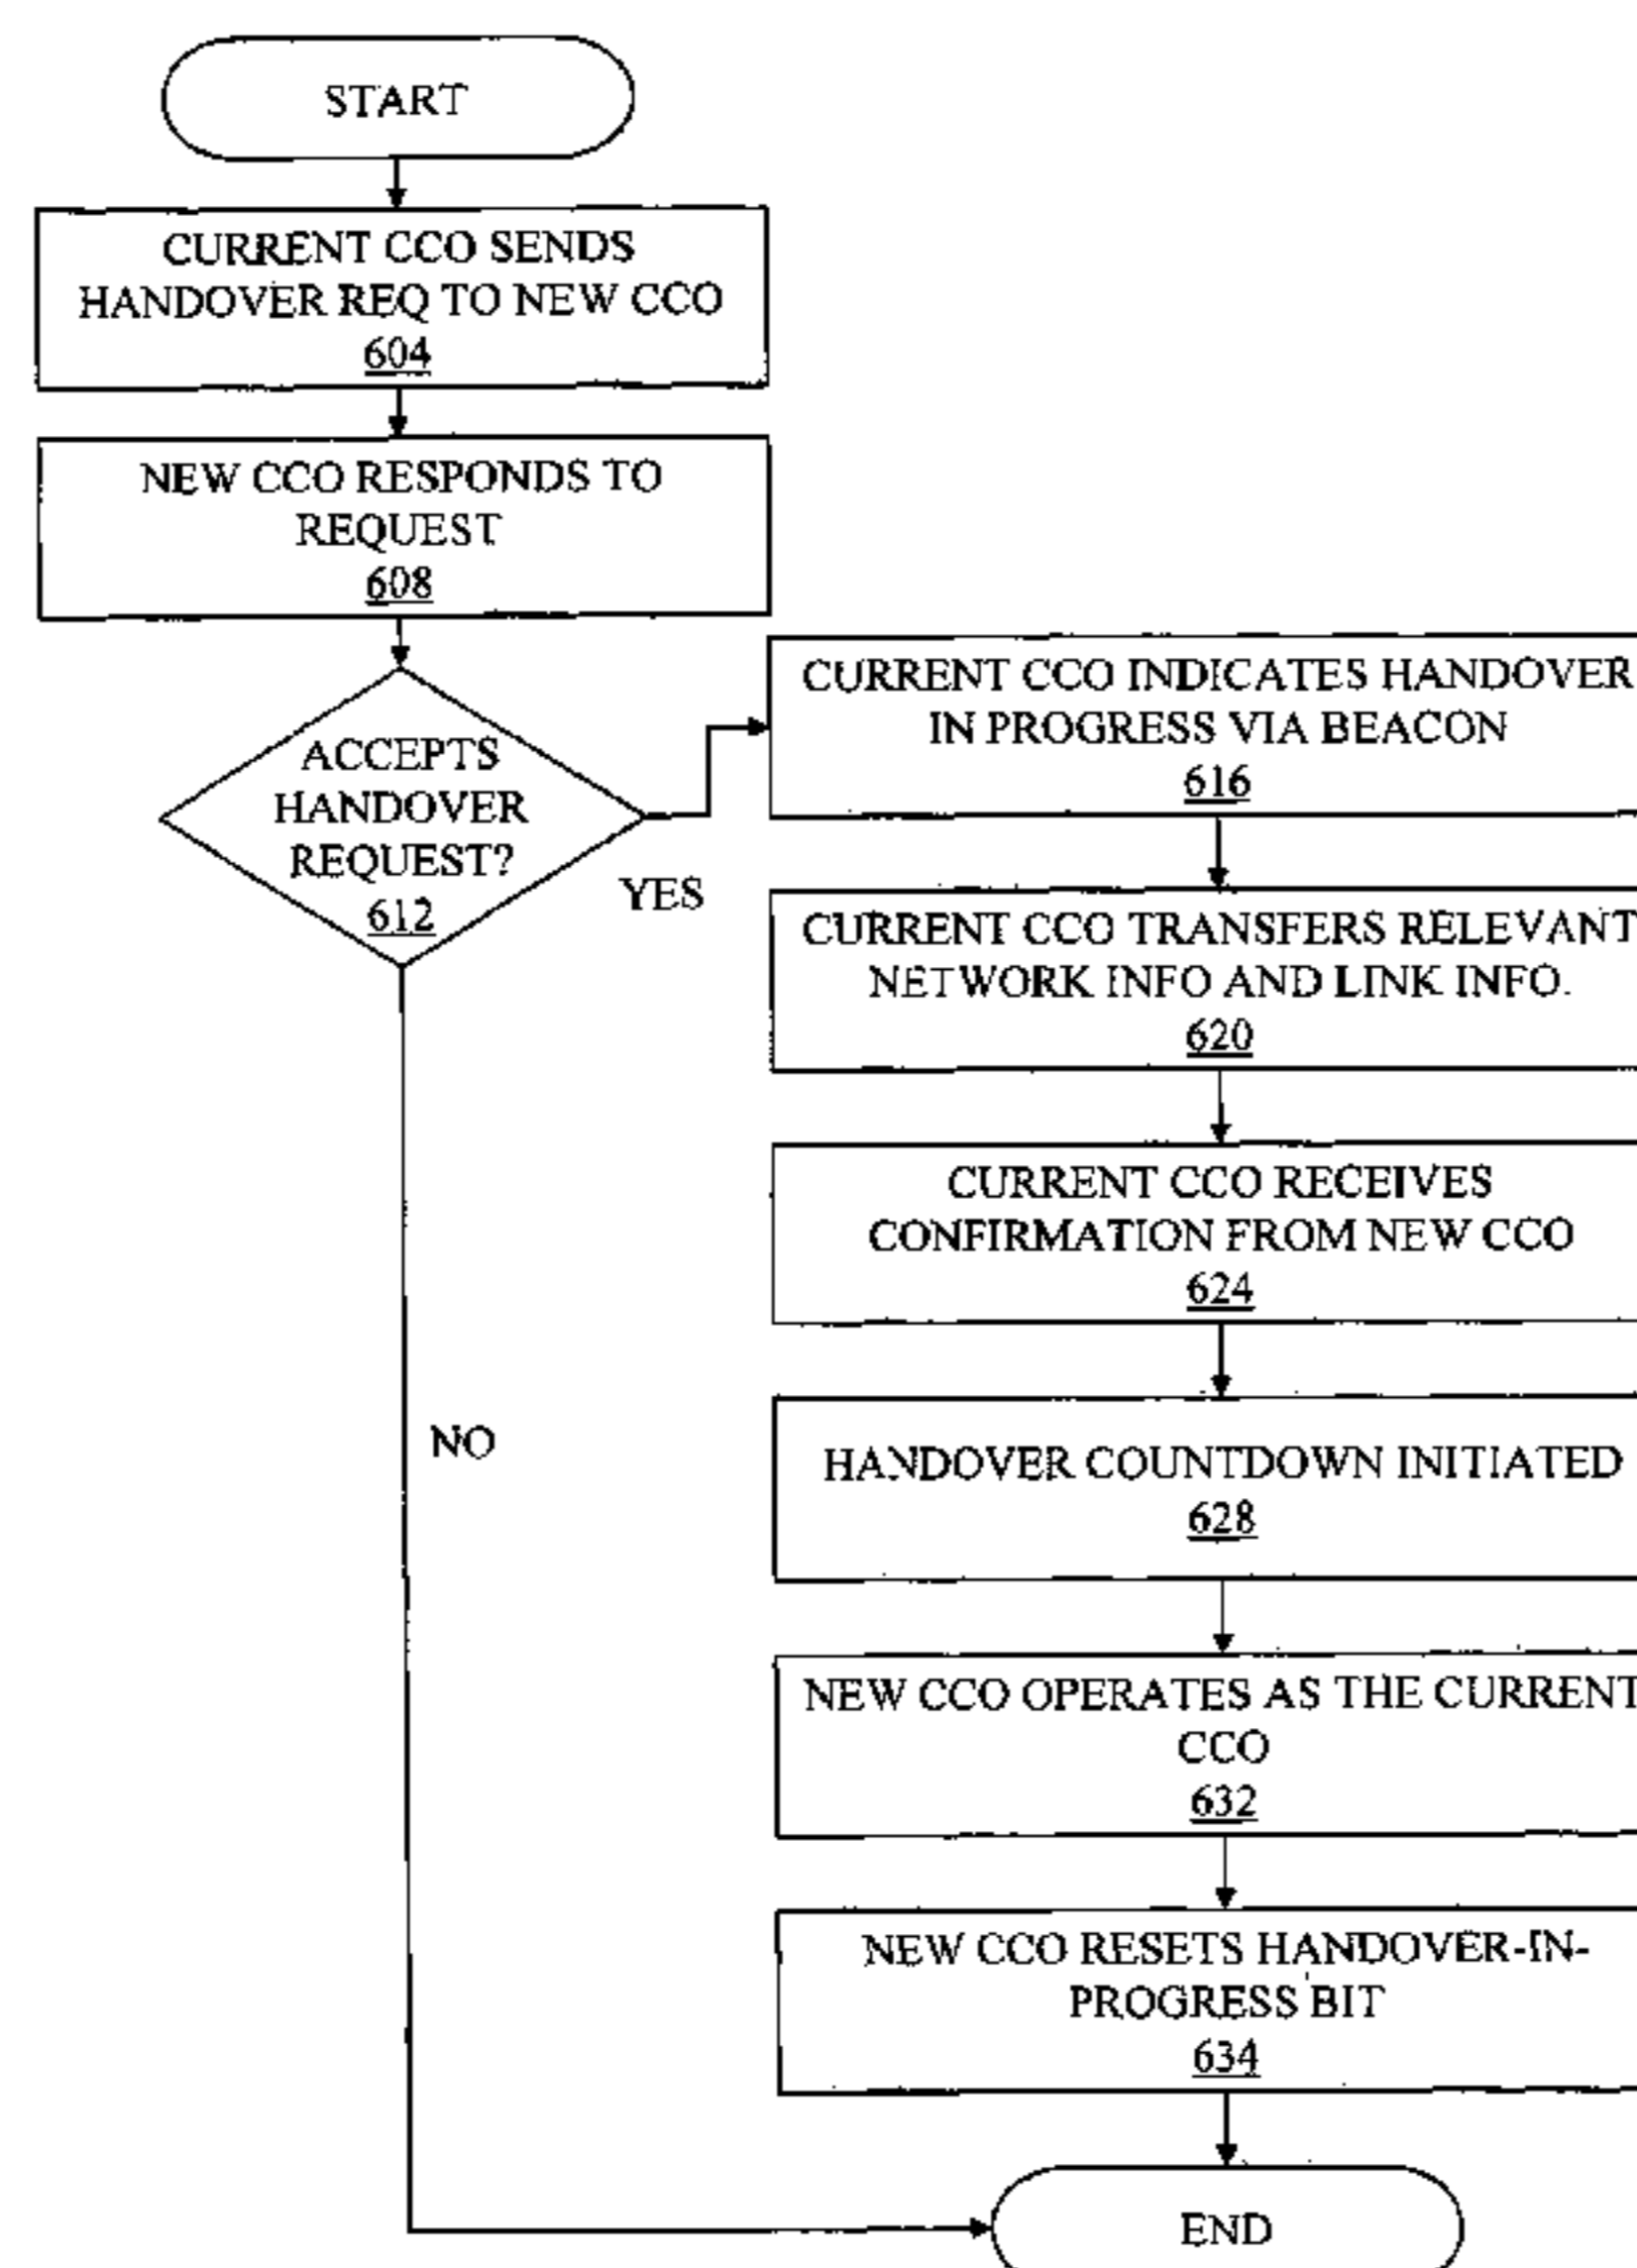 START
CURRENT CCO SENDS
HANDOVER REQ TO NEW CCO
604
NEW CCO RESPONDS TO
REQUEST
608
ACCEPTS
HANDOVER
REQUEST?
612
YES
NO
CURRENT CCO INDICATES HANDOVER
IN PROGRESS VIA BEACON
616
CURRENT CCO TRANSFERS RELEVANT
NETWORK INFO AND LINK INFO.
620
CURRENT CCO RECEIVES
CONFIRMATION FROM NEW CCO
624
HANDOVER COUNTDOWN INITIATED
628
NEW CCO OPERATES AS THE CURRENT
CCO
632
NEW CCO RESETS HANDOVER-IN-
PROGRESS BIT
634
END